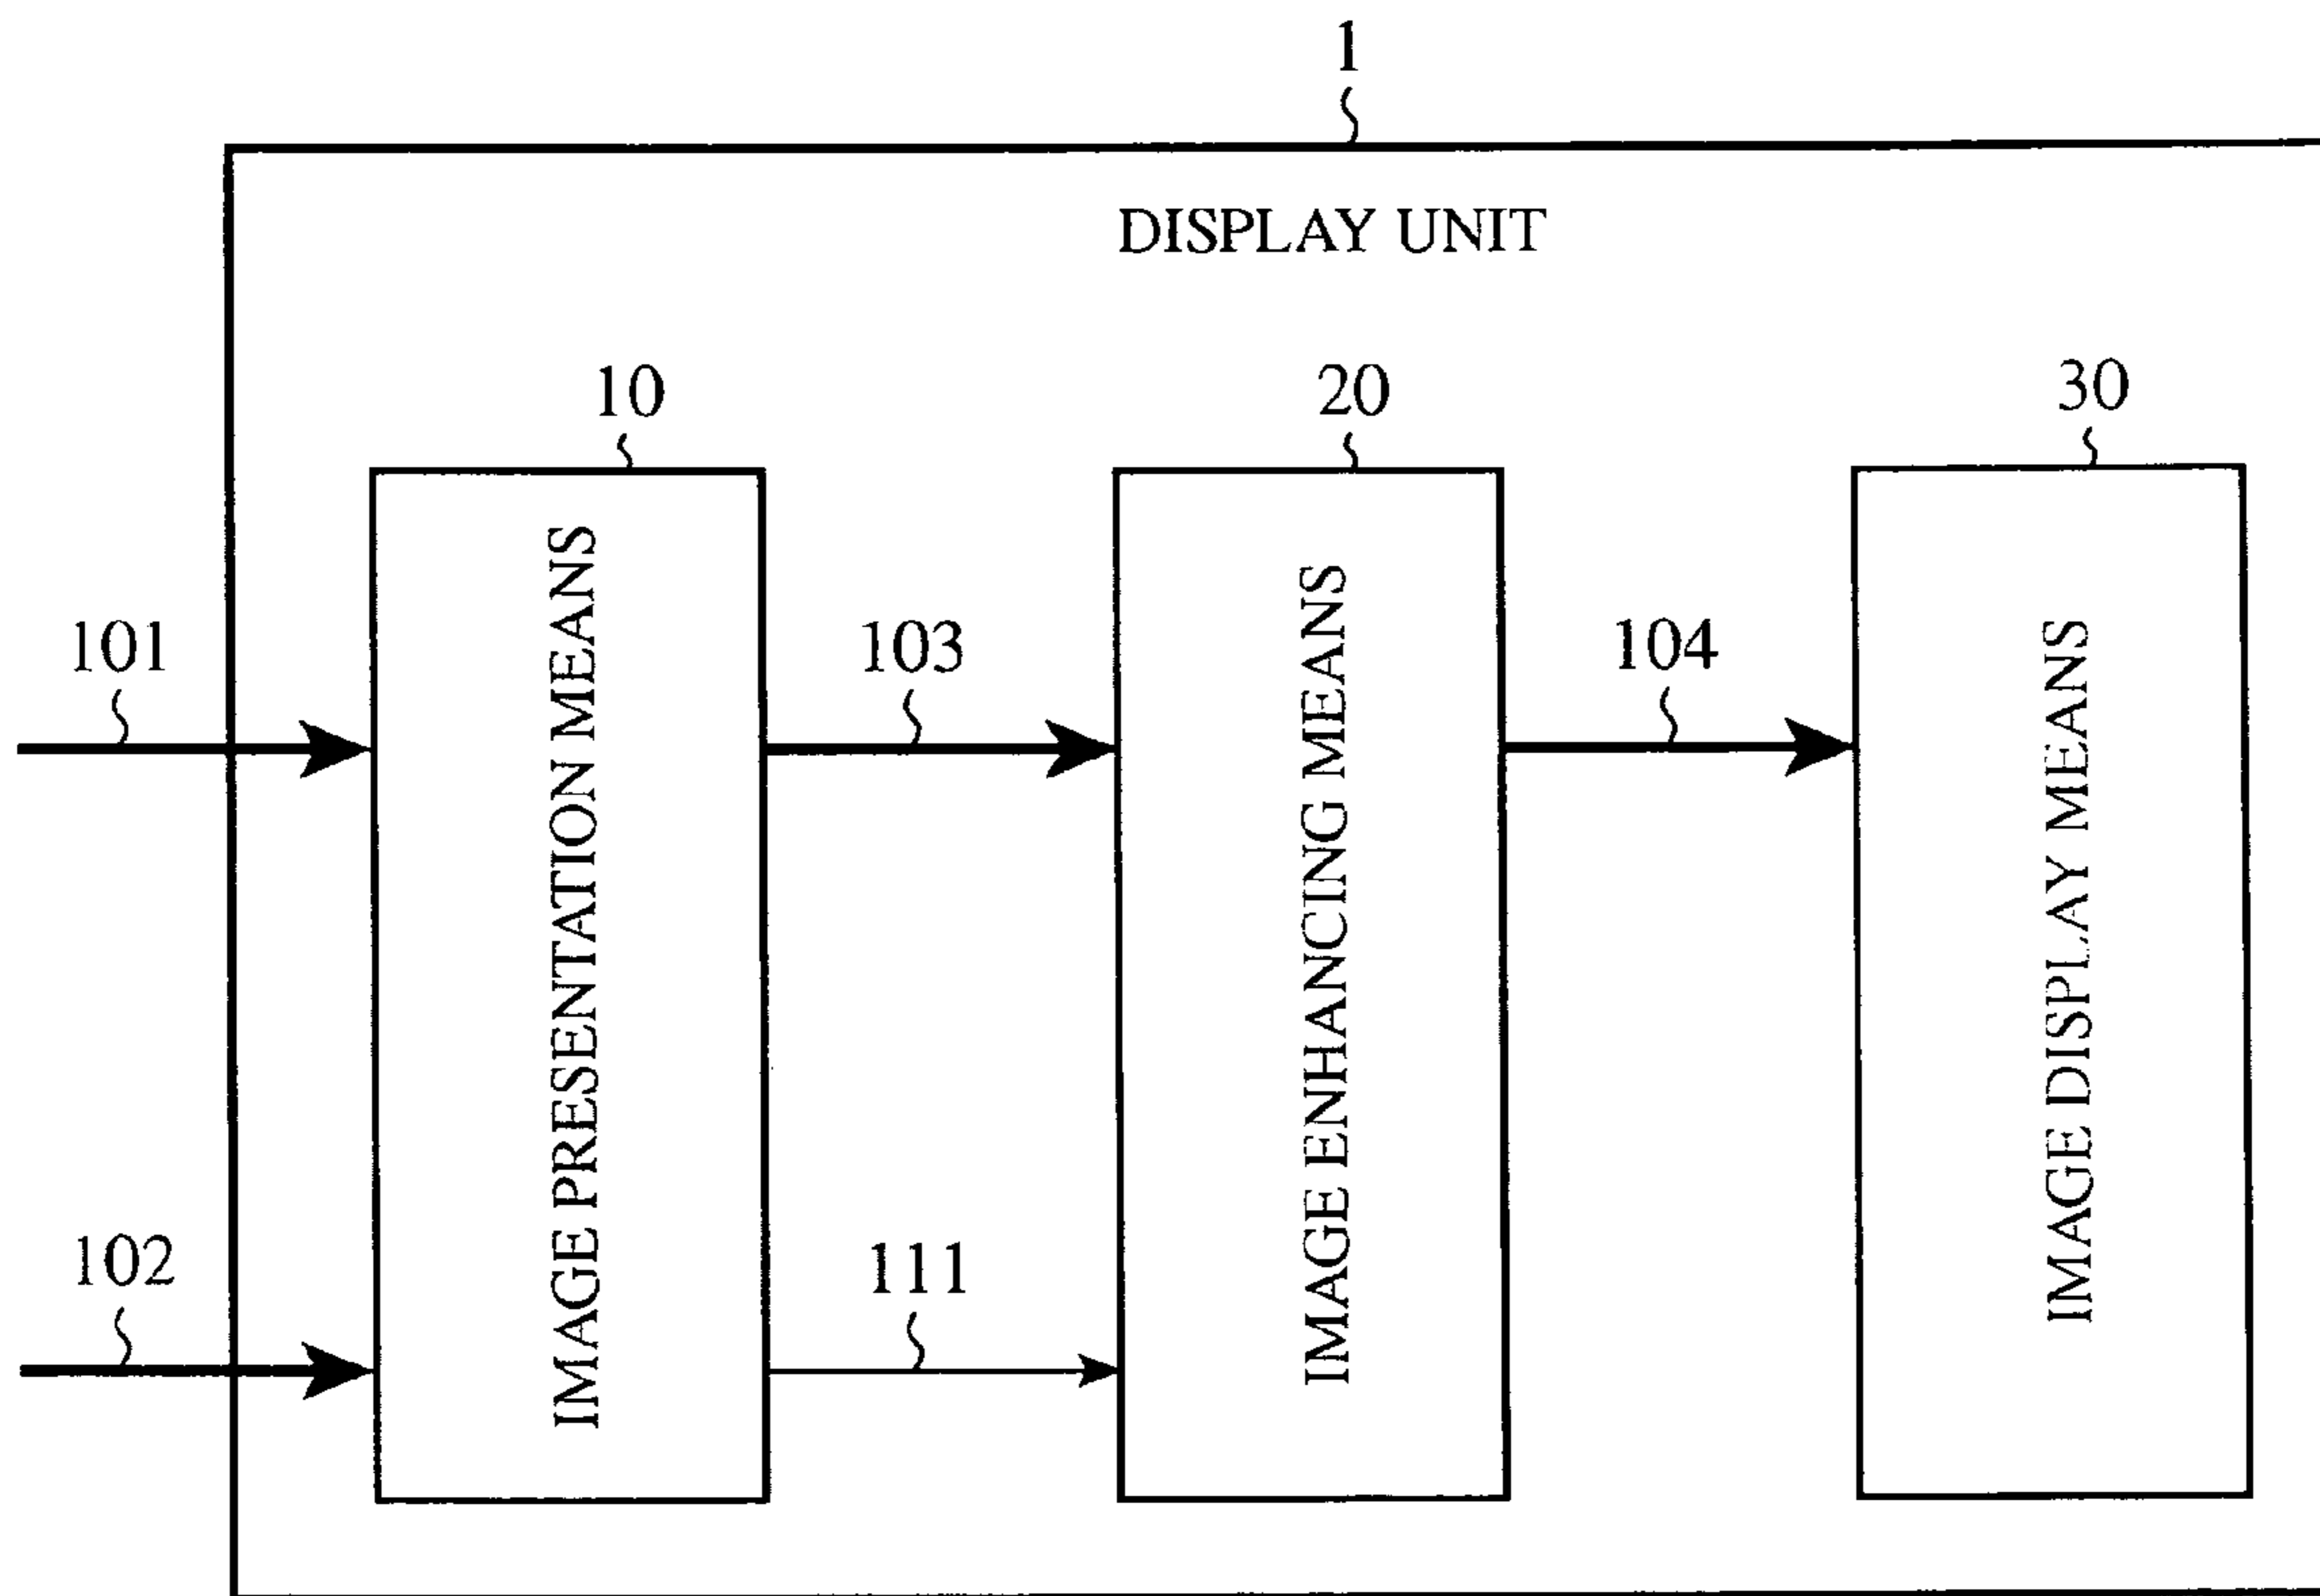 1
DISPLAY UNIT
10
20
30
101
103
104
102
111
IMAGE PRESENTATION MEANS
IMAGE ENHANCING MEANS
IMAGE DISPLAY MEANS